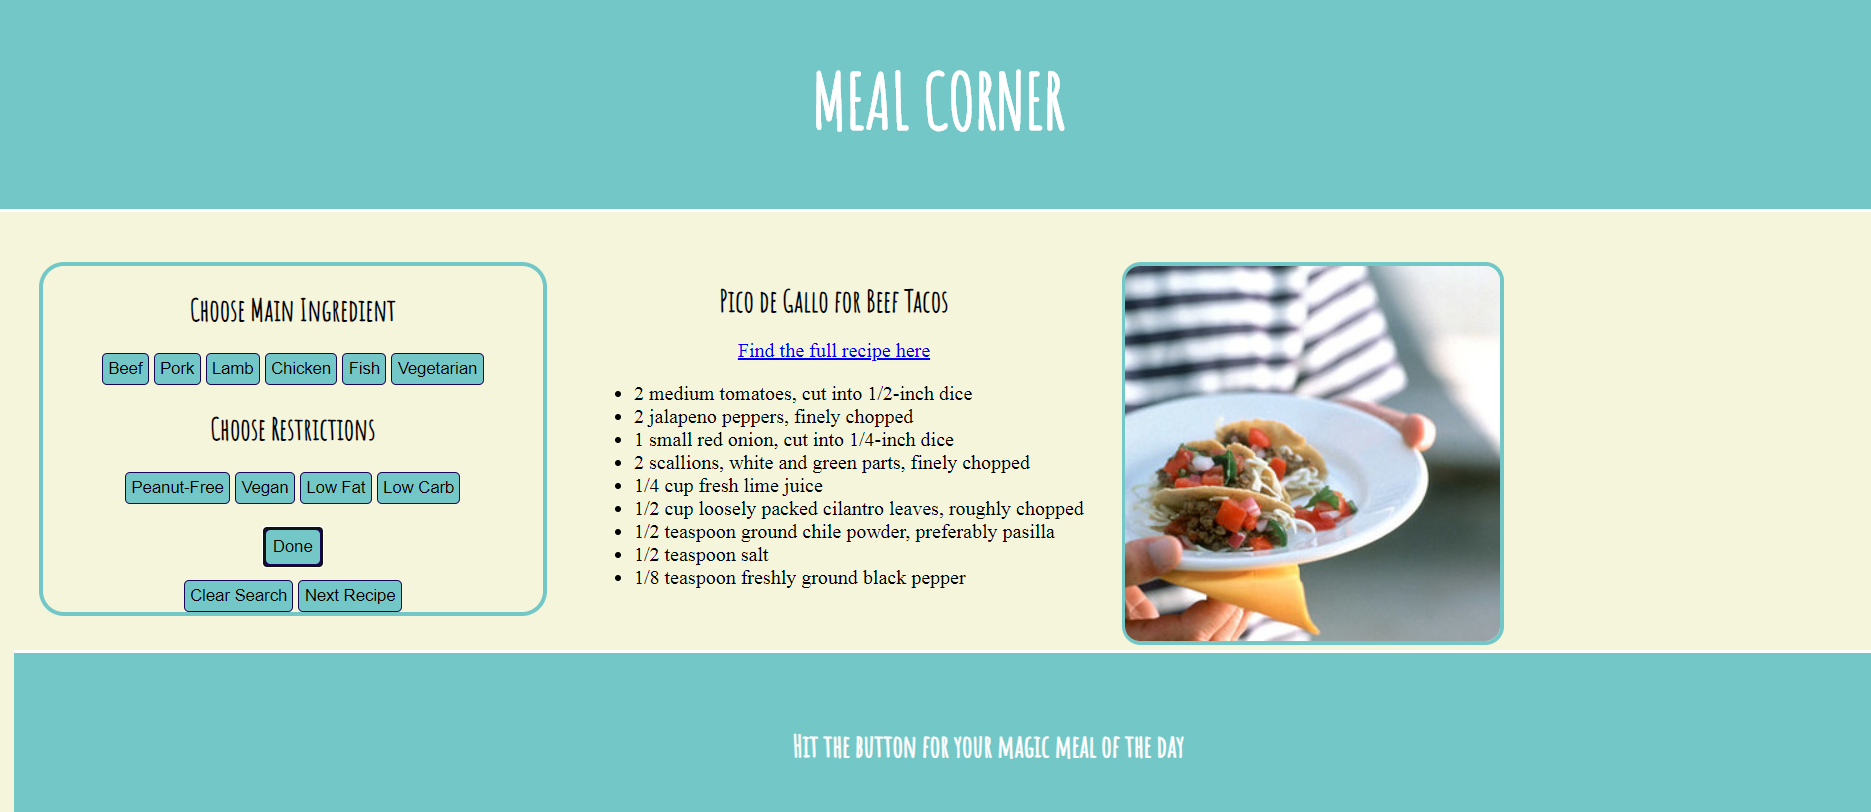 MEAL CORNER
Choose Main Ingredient
Beef Pork Lamb Chicken Fish Vegetarian
Choose Restrictions
Peanut-Free Vegan Low Fat Low Carb
Done
Clear Search Next Recipe
Pico de Gallo for Beef Tacos
Find the full recipe here
• 2 medium tomatoes, cut into 1/2-inch dice
• 2 jalapeno peppers, finely chopped
• 1 small red onion, cut into 1/4-inch dice
• 2 scallions, white and green parts, finely chopped
• 1/4 cup fresh lime juice
• 1/2 cup loosely packed cilantro leaves, roughly chopped
• 1/2 teaspoon ground chile powder, preferably pasilla
• 1/2 teaspoon salt
• 1/8 teaspoon freshly ground black pepper
Hit the button for your magic meal of the day